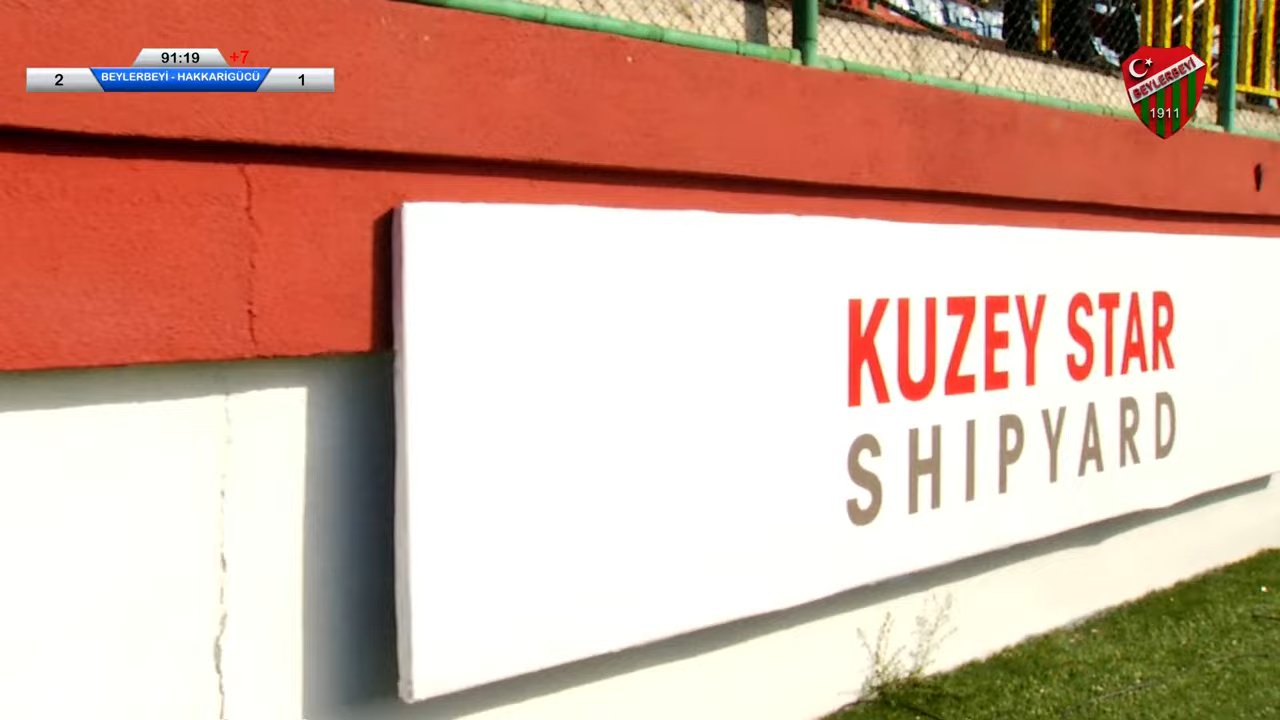 91:19 +7
2 BEYLERBEYİ - HAKKARİGÜCÜ 1
BEYLERBEYİ
1911
KUZEY STAR
SHIPYARD